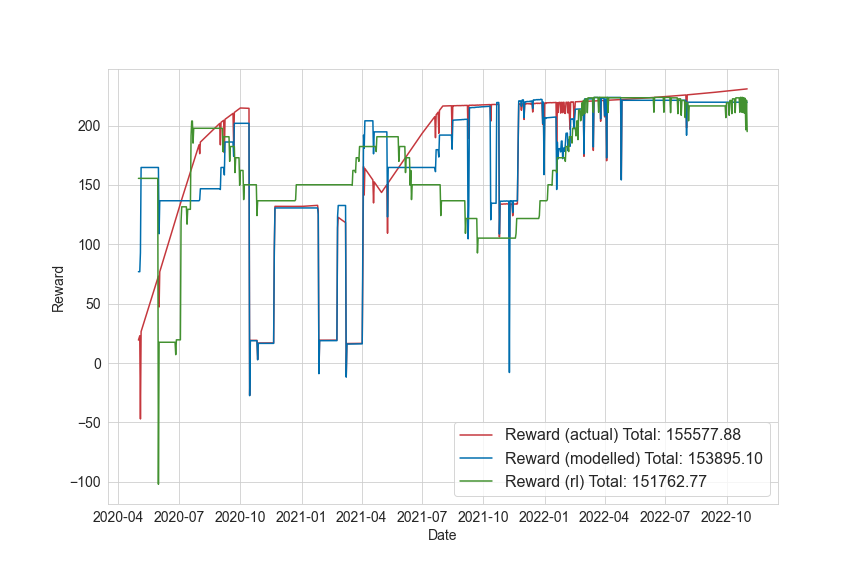 200
150
100
50
0
−50
−100
Reward
Reward (actual) Total: 155577.88
Reward (modelled) Total: 153895.10
Reward (rl) Total: 151762.77
2020-04 2020-07 2020-10 2021-01 2021-04 2021-07 2021-10 2022-01 2022-04 2022-07 2022-10
Date